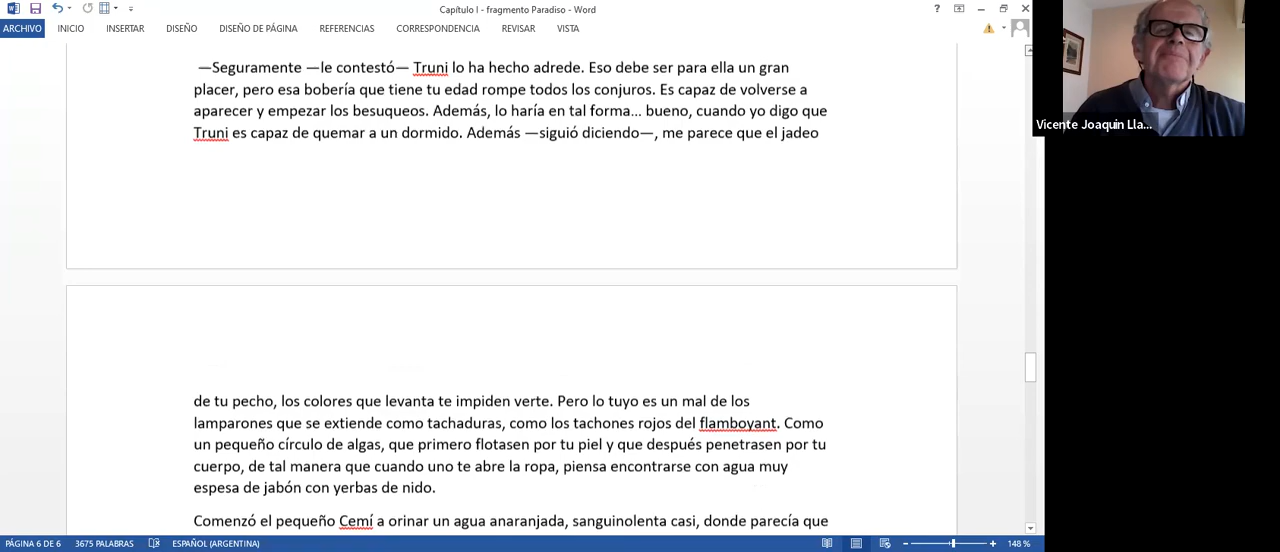 Capítulo I - fragmento Paradiso - Word
ARCHIVO INICIO INSERTAR DISEÑO DISEÑO DE PÁGINA REFERENCIAS CORRESPONDENCIA REVISAR VISTA
—Seguramente —le contestó— Truni lo ha hecho adrede. Eso debe ser para ella un gran
placer, pero esa bobería que tiene tu edad rompe todos los conjuros. Es capaz de volverse a
aparecer y empezar los besuqueos. Además, lo haría en tal forma... bueno, cuando yo digo que
Truni es capaz de quemar a un dormido. Además —siguió diciendo—, me parece que el jadeo
de tu pecho, los colores que levanta te impiden verte. Pero lo tuyo es un mal de los
lamparones que se extiende como tachaduras, como los tachones rojos del flamboyant. Como
un pequeño círculo de algas, que primero flotasen por tu piel y que después penetrasen por tu
cuerpo, de tal manera que cuando uno te abre la ropa, piensa encontrarse con agua muy
espesa de jabón con yerbas de nido.
Comenzó el pequeño Cemí a orinar un agua anaranjada, sanguinolenta casi, donde parecía que
PÁGINA 6 DE 6 3675 PALABRAS ESPAÑOL (ARGENTINA) 148 %
Vicente Joaquin Lla...